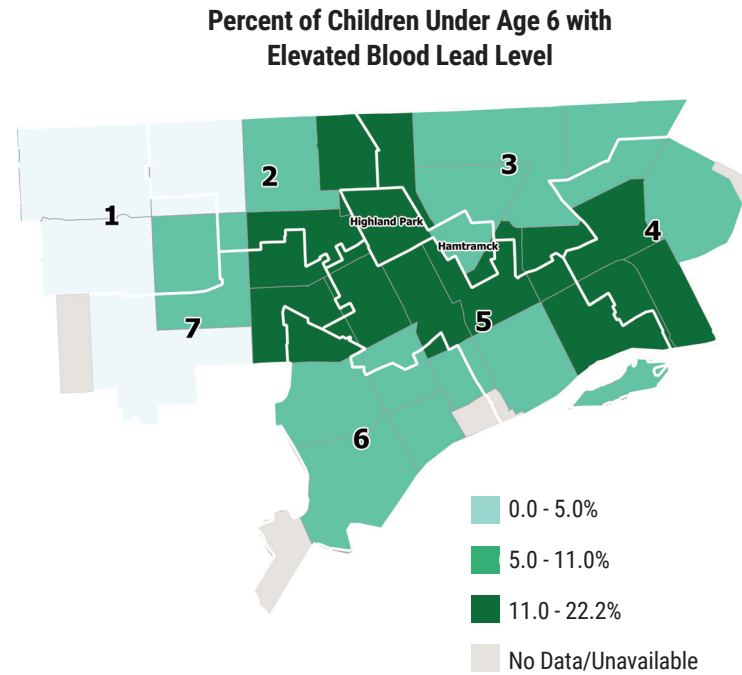 Percent of Children Under Age 6 with
Elevated Blood Lead Level
1
2
3
Highland Park
Hamtramck
4
5
7
6
0.0 - 5.0%
5.0 - 11.0%
11.0 - 22.2%
No Data/Unavailable